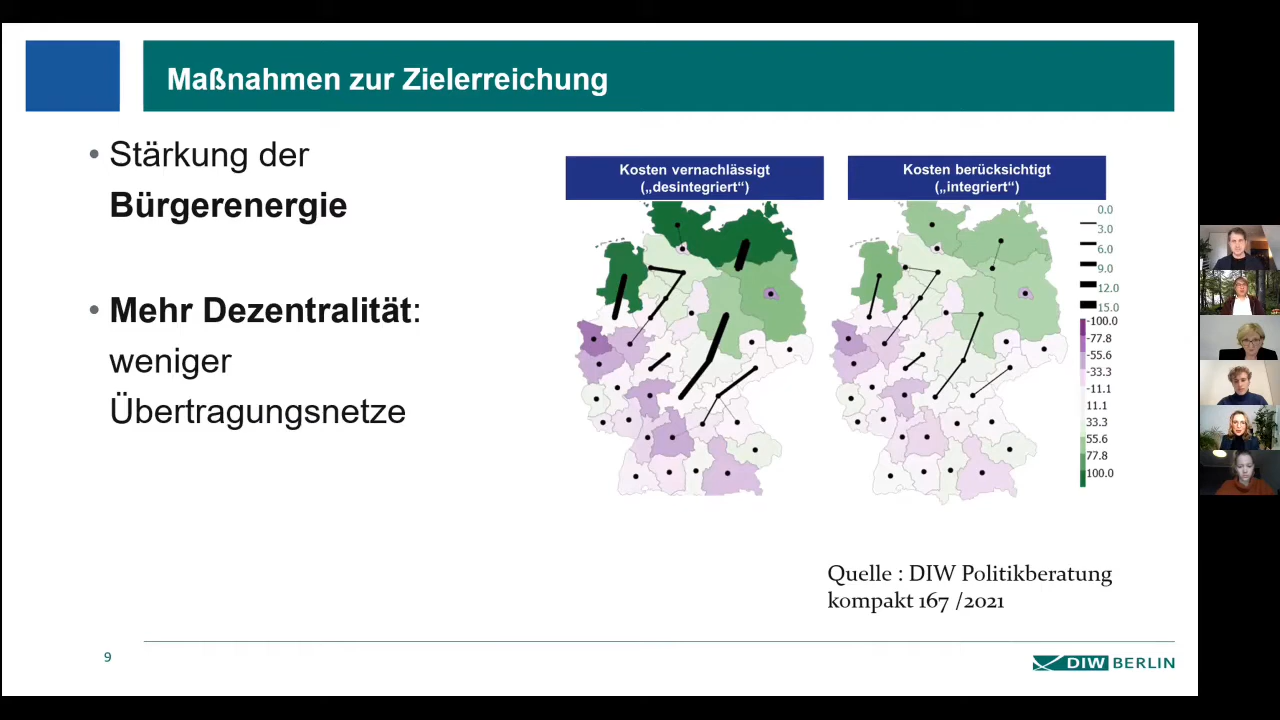 Maßnahmen zur Zielerreichung
• Stärkung der
Bürgerenergie
• Mehr Dezentralität:
weniger
Übertragungsnetze
Kosten vernachlässigt
(„desintegriert“)
Kosten berücksichtigt
(„integriert“)
0.0
3.0
6.0
9.0
12.0
15.0
-100.0
-77.8
-55.6
-33.3
-11.1
11.1
33.3
55.6
77.8
100.0
Quelle : DIW Politikberatung
kompakt 167 /2021
9
DIW BERLIN